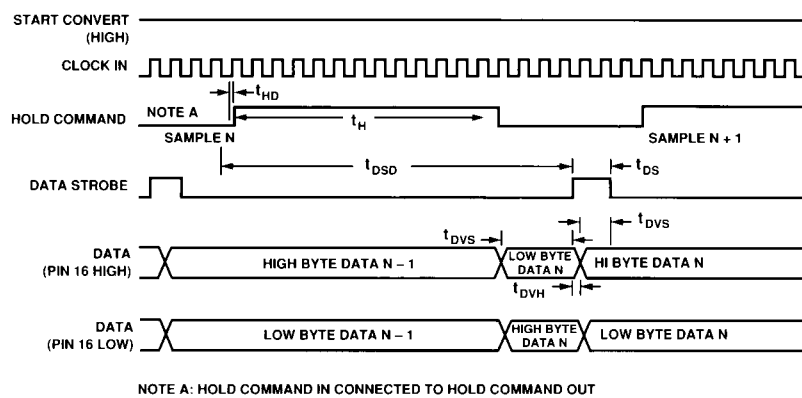 START CONVERT
(HIGH)
CLOCK IN
tHD
HOLD COMMAND
NOTE A
tH
SAMPLE N
SAMPLE N + 1
tDSD
tDS
DATA STROBE
tDVS
tDVS
DATA
(PIN 16 HIGH)
HIGH BYTE DATA N – 1
LOW BYTE
DATA N
HI BYTE DATA N
tDVH
DATA
(PIN 16 LOW)
LOW BYTE DATA N – 1
HIGH BYTE
DATA N
LOW BYTE DATA N
NOTE A: HOLD COMMAND IN CONNECTED TO HOLD COMMAND OUT